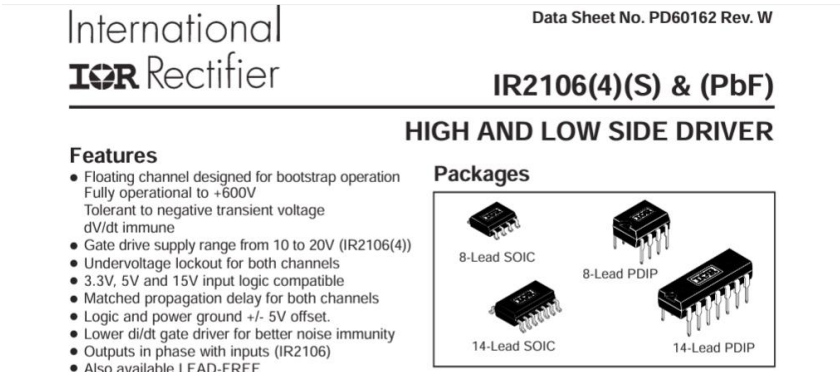 International
IOR Rectifier
Data Sheet No. PD60162 Rev. W
IR2106(4)(S) & (PbF)
HIGH AND LOW SIDE DRIVER
Features
• Floating channel designed for bootstrap operation
Fully operational to +600V
Tolerant to negative transient voltage
dV/dt immune
• Gate drive supply range from 10 to 20V (IR2106(4))
• Undervoltage lockout for both channels
• 3.3V, 5V and 15V input logic compatible
• Matched propagation delay for both channels
• Logic and power ground +/- 5V offset.
• Lower di/dt gate driver for better noise immunity
• Outputs in phase with inputs (IR2106)
• Also available LEAD-FREE
Packages
8-Lead SOIC
8-Lead PDIP
14-Lead SOIC
14-Lead PDIP